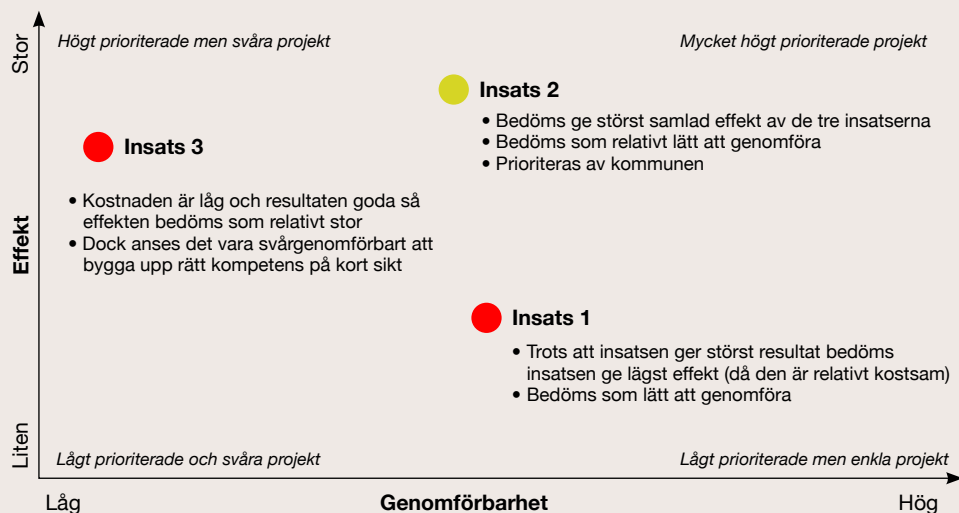 Stor
Högt prioriterade men svåra projekt
Mycket högt prioriterade projekt
Insats 2
• Bedöms ge störst samlad effekt av de tre insatserna
• Bedöms som relativt lätt att genomföra
• Prioriteras av kommunen
Insats 3
• Kostnaden är låg och resultaten goda så
effekten bedöms som relativt stor
• Dock anses det vara svårgenomförbart att
bygga upp rätt kompetens på kort sikt
Effekt
Insats 1
• Trots att insatsen ger störst resultat bedöms
insatsen ge lägst effekt (då den är relativt kostsam)
• Bedöms som lätt att genomföra
Liten
Lågt prioriterade och svåra projekt
Lågt prioriterade men enkla projekt
Låg
Genomförbarhet
Hög